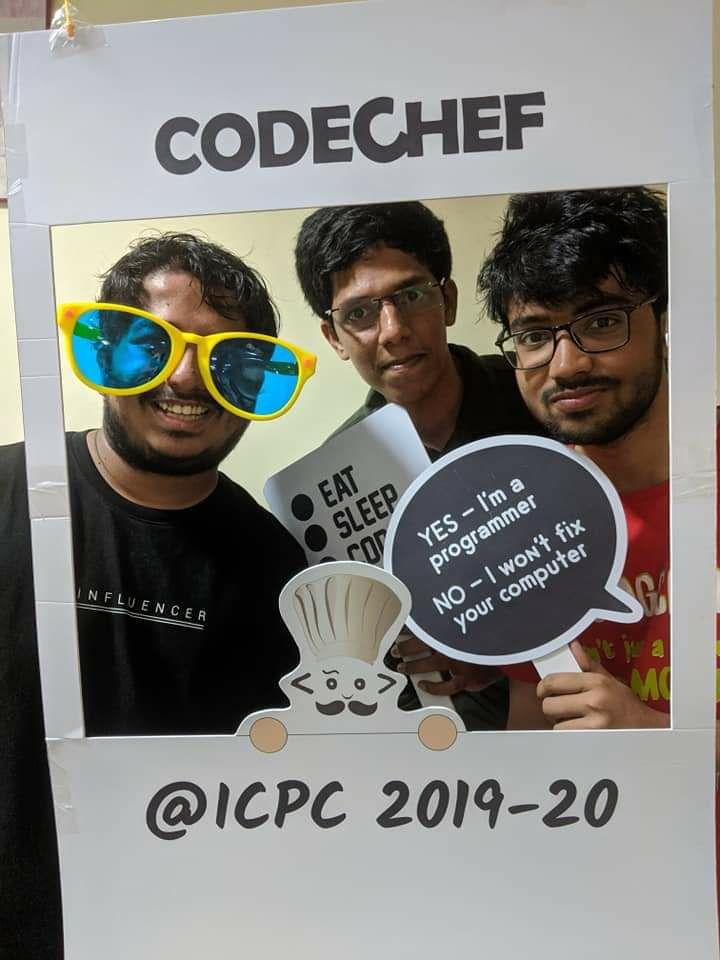 CODECHEF
EAT
SLEEP
YES – I'm a
programmer
NO – I WON'T fix
your computer
INFLUENCER
@ICPC 2019-20